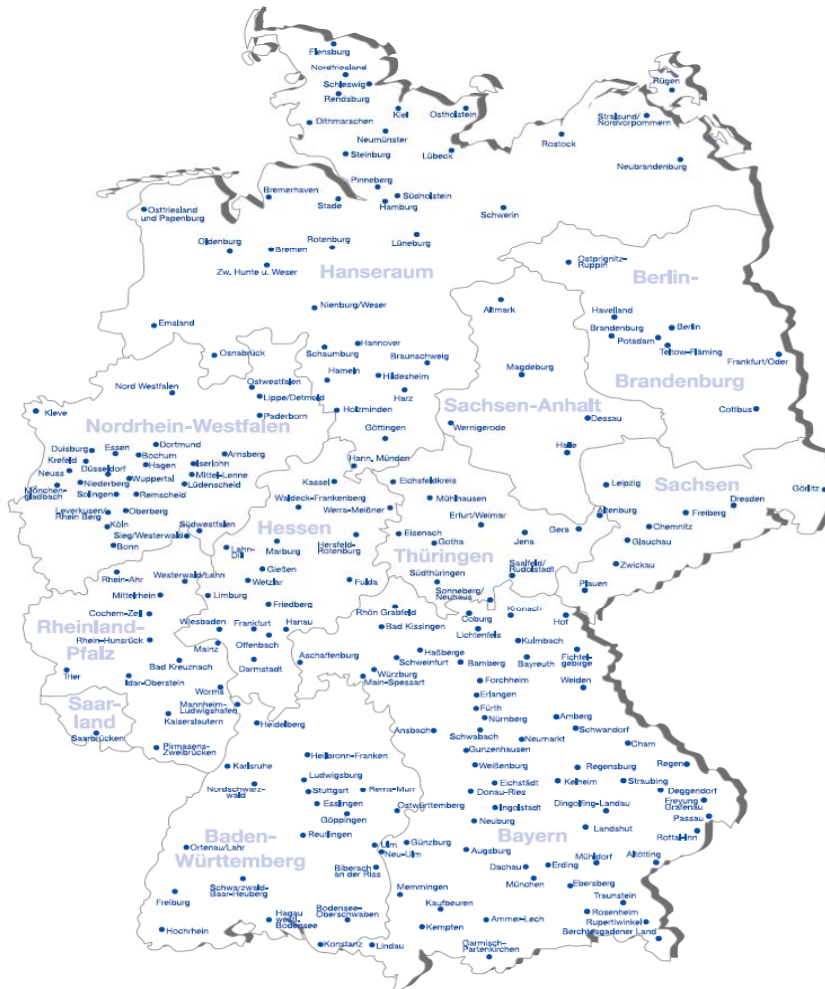 Flensburg
Nordfriesland
Schleswig
Rendsburg
Rügen
Kiel
Ostholstein
Stralsund/
Nordvorpommern
Dithmarschen
Neumünster
Rostock
Steinburg
Lübeck
Neubrandenburg
Pinneberg
Bremerhaven
Südholstein
Stade
Hamburg
Ostfriesland
und Papenburg
Schwerin
Lüneburg
Oldenburg
Bremen
Rotenburg
Zw. Hunte u. Weser
Hanseraum
Ostprignitz-
Ruppin
Berlin-
Nienburg/Weser
Altmark
Havelland
Emsland
Brandenburg
Berlin
Potsdam
Teltow-Fläming
Hannover
Osnabrück
Schaumburg
Braunschweig
Frankfurt/Oder
Hameln
Hildesheim
Magdeburg
Brandenburg
Nord Westfalen
Ostwestfalen
Lippe/Detmold
Harz
Sachsen-Anhalt
Kleve
Nordrhein-Westfalen
Paderborn
Holzminden
Cottbus
Dessau
Wernigerode
Göttingen
Dortmund
Duisburg
Essen
Bochum
Arnsberg
Halle
Krefeld
Hagen
Iserlohn
Hann. Münden
Neuss
Düsseldorf
Wuppertal
Mittel-Lenne
Niederberg
Lüdenscheid
Kassel
Eichsfeldkreis
Leipzig
Sachsen
Görlitz
Mönchen-
gladbach
Solingen
Remscheid
Waldeck-Frankenberg
Mühlhausen
Dresden
Leverkusen/
Rhein Berg
Oberberg
Werra-Meißner
Altenburg
Freiberg
Köln
Südwestfalen
Erfurt/Weimar
Chemnitz
Sieg/Westerwald
Hessen
Eisenach
Jena
Gera
Glauchau
Bonn
Lahn-
Dill
Marburg
Hersfeld-
Rotenburg
Gotha
Thüringen
Saalfeld/
Rudolstadt
Zwickau
Rhein-Ahr
Westerwald/Lahn
Gießen
Wetzlar
Fulda
Südthüringen
Sonneberg/
Neuhaus
Plauen
Mittelrhein
Limburg
Friedberg
Rhön Grabfeld
Kronach
Cochem-Zell
Coburg
Hof
Rheinland-
Pfalz
Wiesbaden
Frankfurt
Hanau
Bad Kissingen
Lichtenfels
Rhein-Hunsrück
Mainz
Offenbach
Kulmbach
Haßberge
Fichtel-
gebirge
Bad Kreuznach
Darmstadt
Aschaffenburg
Schweinfurt
Bamberg
Bayreuth
Trier
Idar-Oberstein
Würzburg
Main-Spessart
Forchheim
Weiden
Worms
Erlangen
Saar-
land
Mannheim-
Ludwigshafen
Fürth
Kaiserslautern
Nürnberg
Amberg
Heidelberg
Ansbach
Schwandorf
Saarbrücken
Schwabach
Neumarkt
Pirmasens-
Zweibrücken
Gunzenhausen
Cham
Heilbronn-Franken
Karlsruhe
Weißenburg
Regensburg
Regen
Ludwigsburg
Nordschwarz-
wald
Stuttgart
Rems-Murr
Eichstädt
Kelheim
Straubing
Donau-Ries
Deggendorf
Esslingen
Ostwürttemberg
Ingolstadt
Dingolfing-Landau
Freyung
Grafenau
Göppingen
Passau
Neuburg
Landshut
Baden-
Württemberg
Reutlingen
Bayern
Rottal-Inn
Ortenau/Lahr
Ulm
Günzburg
Neu-Ulm
Augsburg
Mühldorf
Altötting
Biberach
an der Riss
Dachau
Erding
Schwarzwald-
Baar-Heuberg
München
Ebersberg
Memmingen
Freiburg
Traunstein
Hagau
westl.
Bodensee
Bodensee-
Oberschwaben
Kaufbeuren
Rosenheim
Ammer-Lech
Rupertiwinkel
Hochrhein
Kempten
Berchtesgadener Land
Konstanz
Lindau
Garmisch-
Partenkirchen